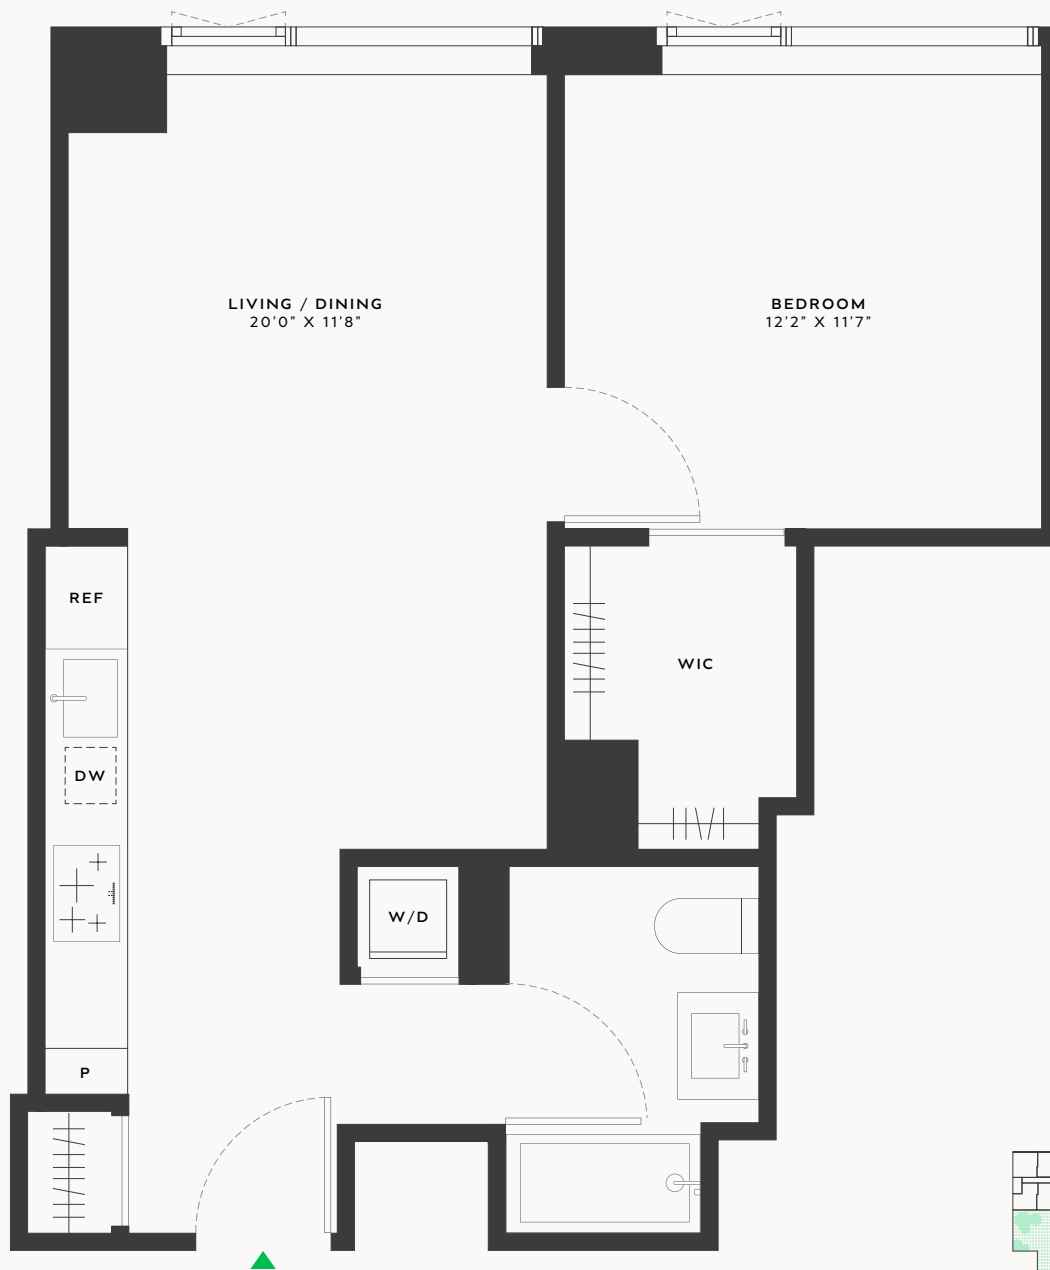 LIVING / DINING
20'0" X 11'8"
BEDROOM
12'2" X 11'7"
REF
WIC
DW
W/D
P